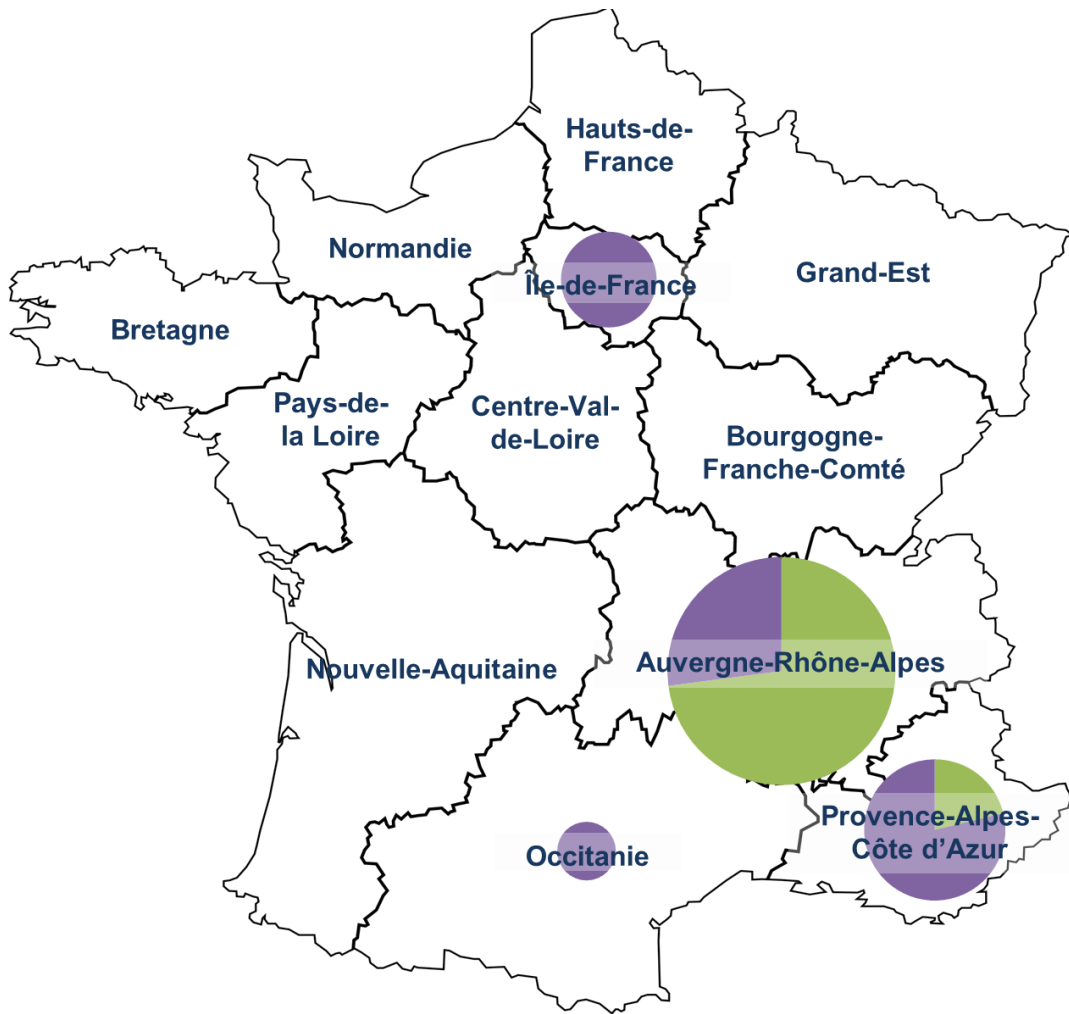 Hauts-de-
France
Normandie
Île-de-France
Grand-Est
Bretagne
Pays-de-
la Loire
Centre-Val-
de-Loire
Bourgogne-
Franche-Comté
Nouvelle-Aquitaine
Auvergne-Rhône-Alpes
Provence-Alpes-
Côte d’Azur
Occitanie